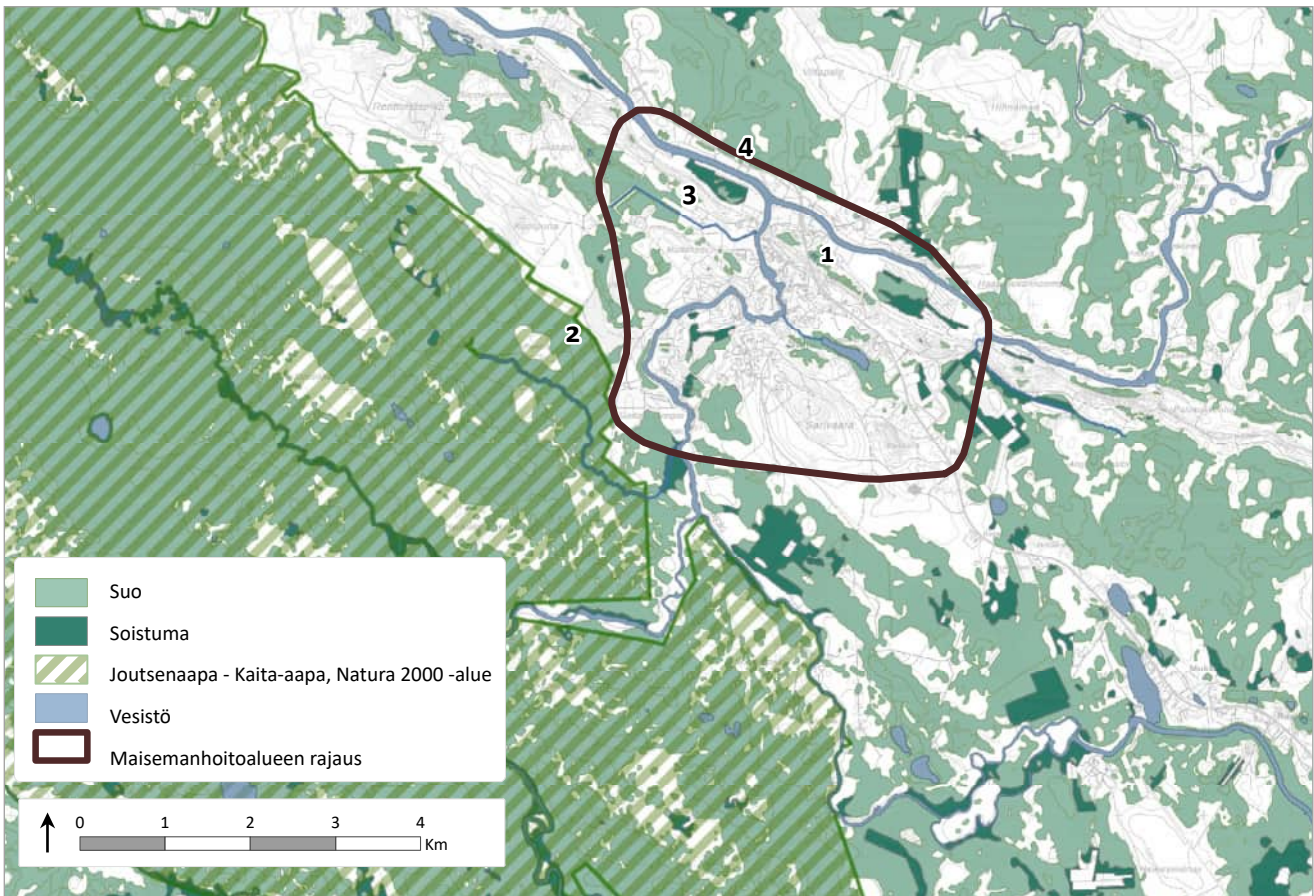 4
3
1
2
Sarivaara
Suo
Soistuma
Joutsenaapa - Kaita-aapa, Natura 2000 -alue
Vesistö
Maisemanhoitoalueen rajaus
0 1 2 3 4
Km